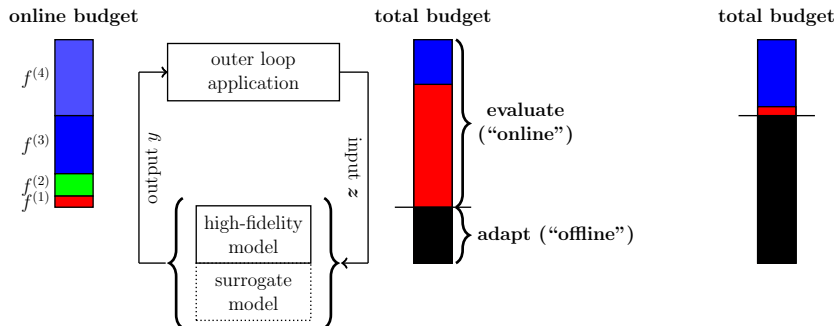 online budget
total budget
total budget
outer loop
application
f(4)
f(3)
f(2)
f(1)
output y
input z
evaluate
(“online”)
high-fidelity
model
surrogate
model
adapt (“offline”)